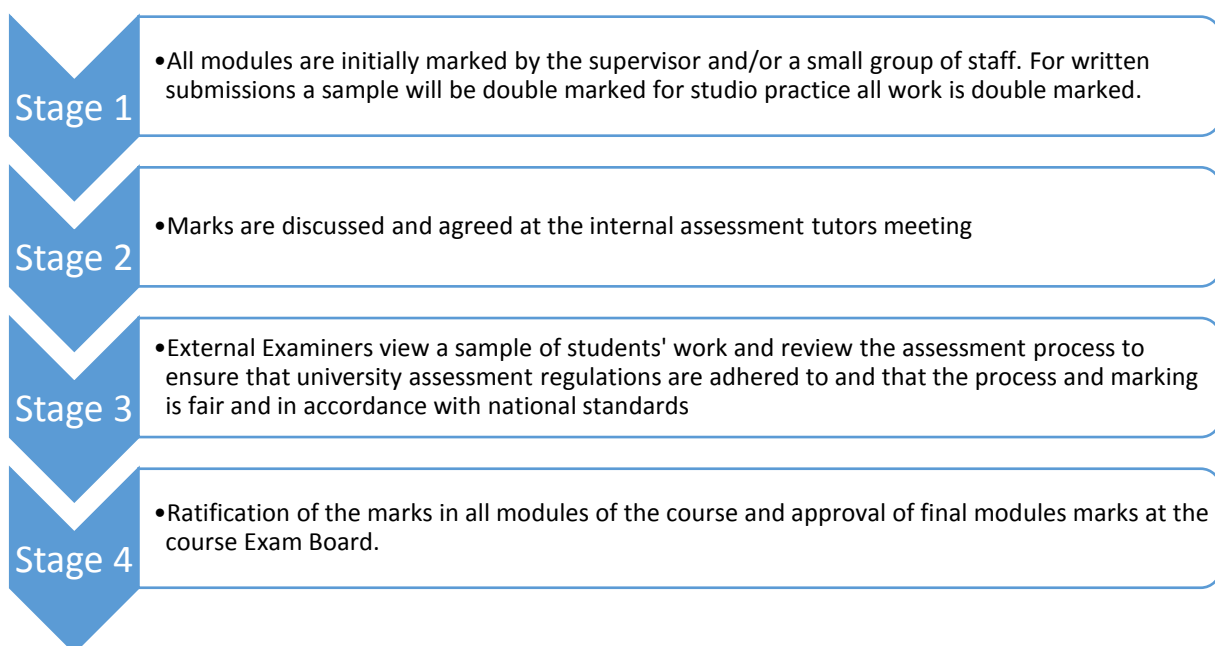 Stage 1
•All modules are initially marked by the supervisor and/or a small group of staff. For written
submissions a sample will be double marked for studio practice all work is double marked.
Stage 2
•Marks are discussed and agreed at the internal assessment tutors meeting
Stage 3
•External Examiners view a sample of students' work and review the assessment process to
ensure that university assessment regulations are adhered to and that the process and marking
is fair and in accordance with national standards
Stage 4
•Ratification of the marks in all modules of the course and approval of final modules marks at the
course Exam Board.